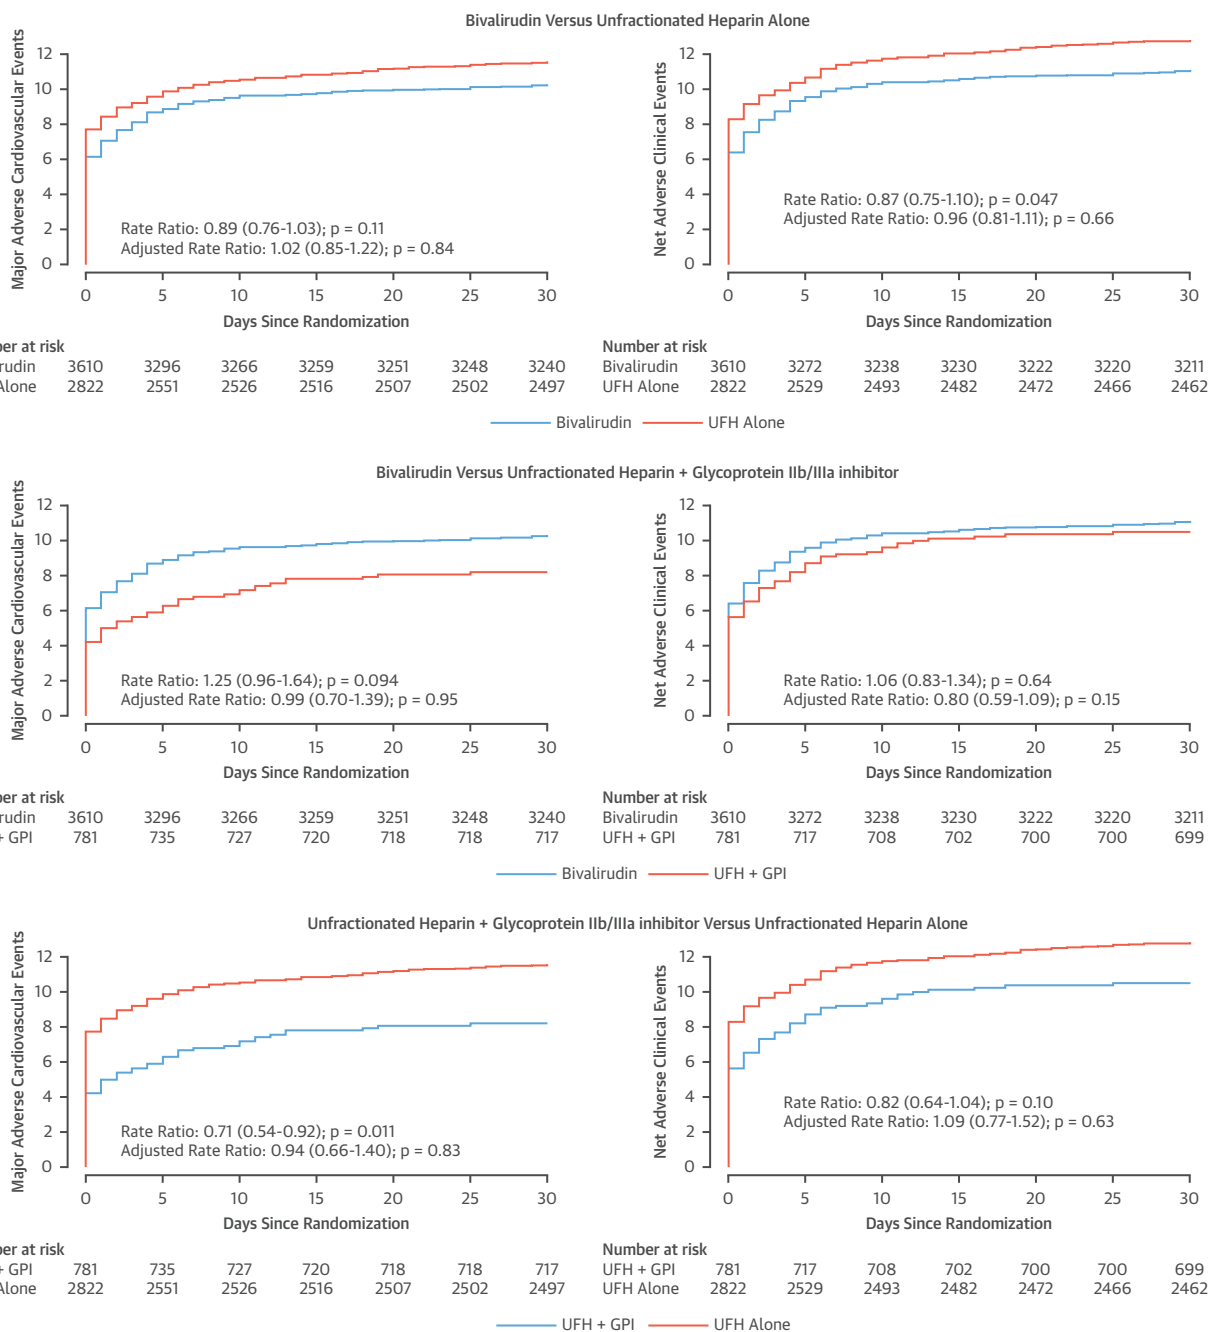 Bivalirudin Versus Unfractionated Heparin Alone
Major Adverse Cardiovascular Events
12
10
8
6
4
2
0
Rate Ratio: 0.89 (0.76-1.03); p = 0.11
Adjusted Rate Ratio: 1.02 (0.85-1.22); p = 0.84
0 5 10 15 20 25 30
Days Since Randomization
ber at risk
rudin 3610 3296 3266 3259 3251 3248 3240
Alone 2822 2551 2526 2516 2507 2502 2497
Net Adverse Clinical Events
12
10
8
6
4
2
0
Rate Ratio: 0.87 (0.75-1.10); p = 0.047
Adjusted Rate Ratio: 0.96 (0.81-1.11); p = 0.66
0 5 10 15 20 25 30
Days Since Randomization
Number at risk
Bivalirudin 3610 3272 3238 3230 3222 3220 3211
UFH Alone 2822 2529 2493 2482 2472 2466 2462
Bivalirudin UFH Alone
Bivalirudin Versus Unfractionated Heparin + Glycoprotein IIb/IIIa inhibitor
Major Adverse Cardiovascular Events
12
10
8
6
4
2
0
Rate Ratio: 1.25 (0.96-1.64); p = 0.094
Adjusted Rate Ratio: 0.99 (0.70-1.39); p = 0.95
0 5 10 15 20 25 30
Days Since Randomization
ber at risk
rudin 3610 3296 3266 3259 3251 3248 3240
+ GPI 781 735 727 720 718 718 717
Net Adverse Clinical Events
12
10
8
6
4
2
0
Rate Ratio: 1.06 (0.83-1.34); p = 0.64
Adjusted Rate Ratio: 0.80 (0.59-1.09); p = 0.15
0 5 10 15 20 25 30
Days Since Randomization
Number at risk
Bivalirudin 3610 3272 3238 3230 3222 3220 3211
UFH + GPI 781 717 708 702 700 700 699
Bivalirudin UFH + GPI
Unfractionated Heparin + Glycoprotein IIb/IIIa inhibitor Versus Unfractionated Heparin Alone
Major Adverse Cardiovascular Events
12
10
8
6
4
2
0
Rate Ratio: 0.71 (0.54-0.92); p = 0.011
Adjusted Rate Ratio: 0.94 (0.66-1.40); p = 0.83
0 5 10 15 20 25 30
Days Since Randomization
ber at risk
+ GPI 781 735 727 720 718 718 717
Alone 2822 2551 2526 2516 2507 2502 2497
Net Adverse Clinical Events
12
10
8
6
4
2
0
Rate Ratio: 0.82 (0.64-1.04); p = 0.10
Adjusted Rate Ratio: 1.09 (0.77-1.52); p = 0.63
0 5 10 15 20 25 30
Days Since Randomization
Number at risk
UFH + GPI 781 717 708 702 700 700 699
UFH Alone 2822 2529 2493 2482 2472 2466 2462
UFH + GPI UFH Alone